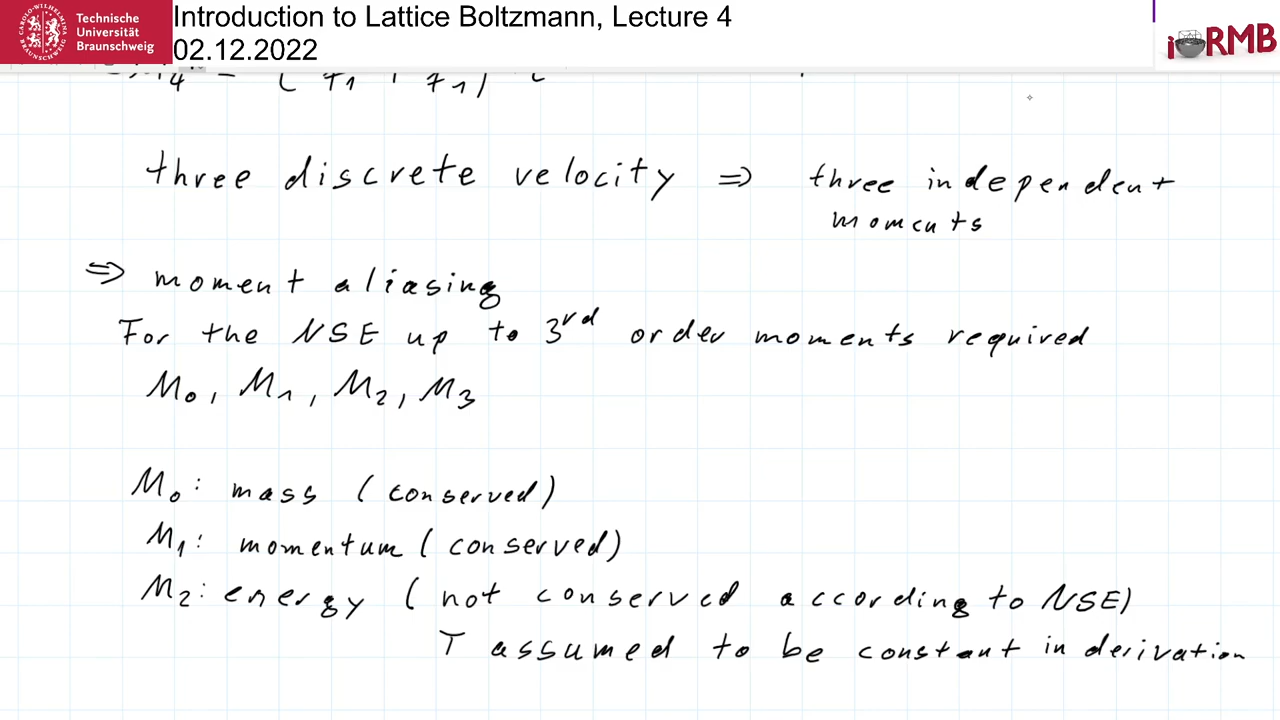 Technische
Universität
Braunschweig
Introduction to Lattice Boltzmann, Lecture 4
02.12.2022
iRMB
three discrete velocity ⇒ three independent
moments
⇒ moment aliasing
For the NSE up to 3rd order moments required
M0, M1, M2, M3
M0: mass (conserved)
M1: momentum (conserved)
M2: energy (not conserved according to NSE)
T assumed to be constant in derivation